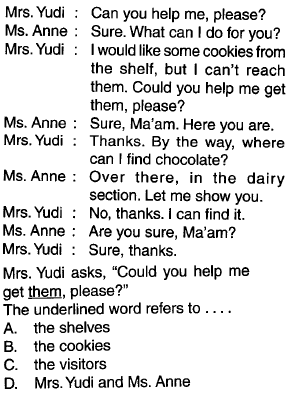 Mrs. Yudi : Can you help me, please?
Ms. Anne : Sure. What can I do for you?
Mrs. Yudi : I would like some cookies from
the shelf, but I can't reach
them. Could you help me get
them, please?
Ms. Anne : Sure, Ma'am. Here you are.
Mrs. Yudi : Thanks. By the way, where
can I find chocolate?
Ms. Anne : Over there, in the dairy
section. Let me show you.
Mrs. Yudi : No, thanks. I can find it.
Ms. Anne : Are you sure, Ma'am?
Mrs. Yudi : Sure, thanks.
Mrs. Yudi asks, “Could you help me
get them, please?”
The underlined word refers to . . . .
A. the shelves
B. the cookies
C. the visitors
D. Mrs. Yudi and Ms. Anne